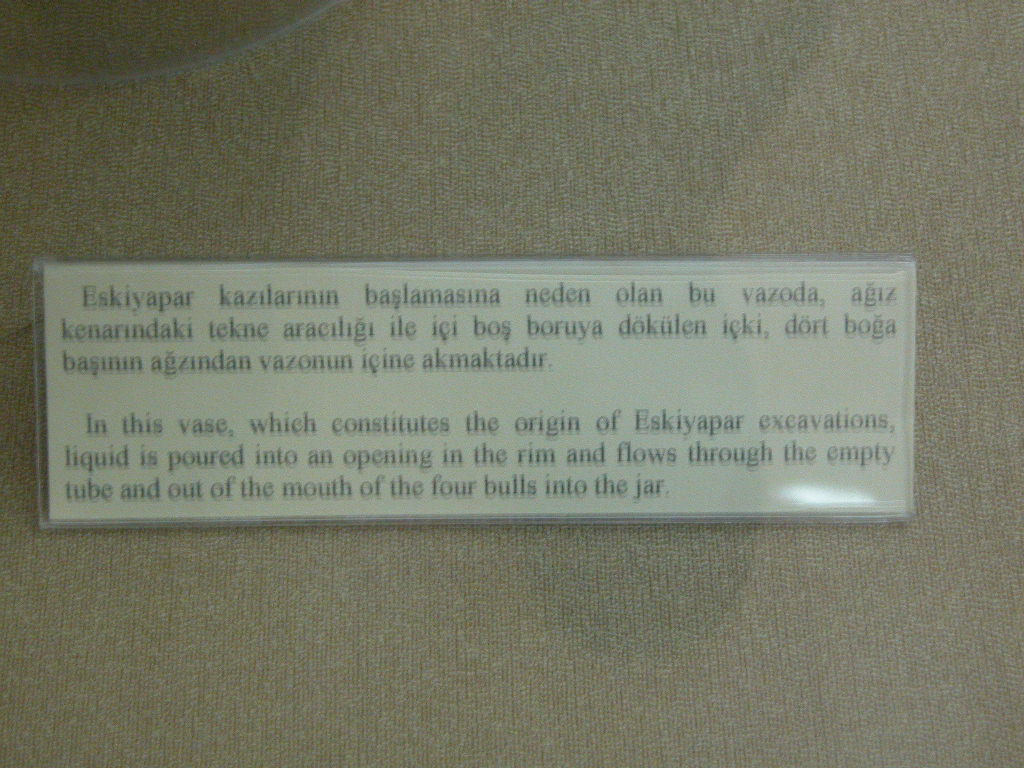 Eskiyapar kazılarının başlamasına neden olan bu vazoda, ağız
kenarındaki tekne aracılığı ile içi boş boruya dökülen içki, dört boğa
başının ağzından vazonun içine akmaktadır.
In this vase, which constitutes the origin of Eskiyapar excavations,
liquid is poured into an opening in the rim and flows through the empty
tube and out of the mouth of the four bulls into the jar.